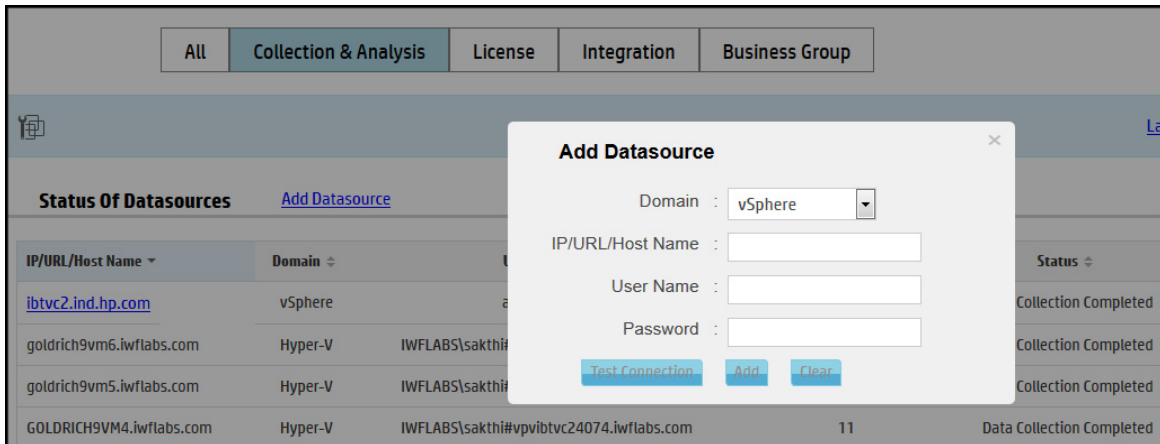 All Collection & Analysis License Integration Business Group
La
Add Datasource ×
Status Of Datasources Add Datasource
Domain : vSphere
IP/URL/Host Name :
User Name :
Password :
Test Connection Add Clear
IP/URL/Host Name Domain U Status
ibtvc2.ind.hp.com vSphere a Collection Completed
goldrich9vm6.iwflabs.com Hyper-V IWFLABS\sakthi# Collection Completed
goldrich9vm5.iwflabs.com Hyper-V IWFLABS\sakthi# Collection Completed
GOLDRICH9VM4.iwflabs.com Hyper-V IWFLABS\sakthi#vpvibtvc24074.iwflabs.com 11 Data Collection Completed